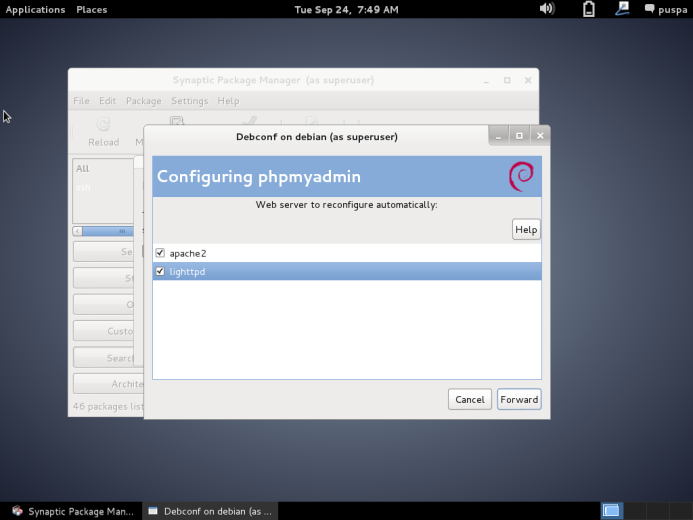 Applications Places Tue Sep 24, 7:49 AM puspa
Synaptic Package Manager (as superuser)
File Edit Package Settings Help
Reload
All
Debconf on debian (as superuser)
Configuring phpmyadmin
Web server to reconfigure automatically:
Help
apache2
lighttpd
Se
St
O
Custo
Search
Archite
46 packages list
Cancel Forward
Synaptic Package Man... Debconf on debian (as ...